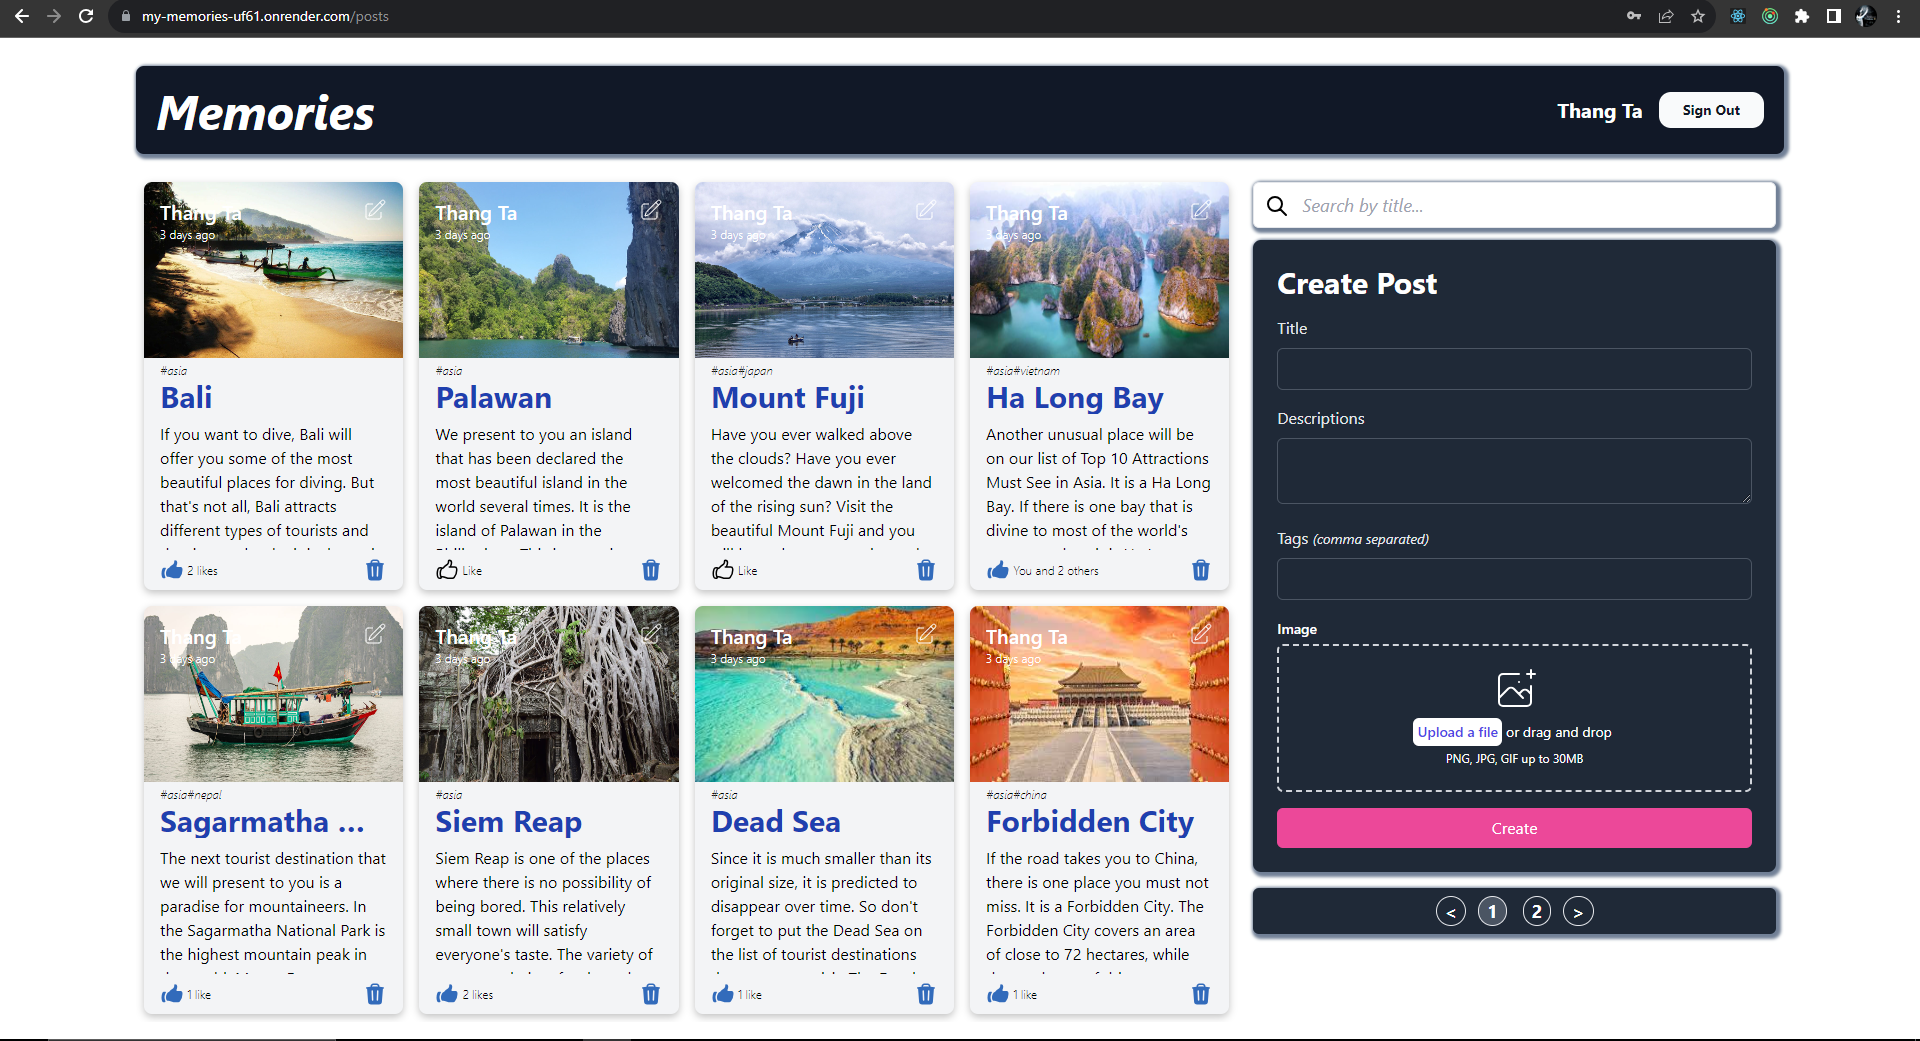 my-memories-uf61.onrender.com/posts
Memories
Thang Ta
Sign Out
Thang Ta
3 days ago
#asia
Bali
If you want to dive, Bali will
offer you some of the most
beautiful places for diving. But
that's not all, Bali attracts
different types of tourists and
2 likes
Thang Ta
3 days ago
#asia
Palawan
We present to you an island
that has been declared the
most beautiful island in the
world several times. It is the
island of Palawan in the
Like
Thang Ta
3 days ago
#asia#japan
Mount Fuji
Have you ever walked above
the clouds? Have you ever
welcomed the dawn in the land
of the rising sun? Visit the
beautiful Mount Fuji and you
Like
Thang Ta
3 days ago
#asia#vietnam
Ha Long Bay
Another unusual place will be
on our list of Top 10 Attractions
Must See in Asia. It is a Ha Long
Bay. If there is one bay that is
divine to most of the world's
You and 2 others
Thang Ta
3 days ago
#asia#nepal
Sagarmatha ...
The next tourist destination that
we will present to you is a
paradise for mountaineers. In
the Sagarmatha National Park is
the highest mountain peak in
1 like
Thang Ta
3 days ago
#asia
Siem Reap
Siem Reap is one of the places
where there is no possibility of
being bored. This relatively
small town will satisfy
everyone's taste. The variety of
2 likes
Thang Ta
3 days ago
#asia
Dead Sea
Since it is much smaller than its
original size, it is predicted to
disappear over time. So don't
forget to put the Dead Sea on
the list of tourist destinations
1 like
Thang Ta
3 days ago
#asia#china
Forbidden City
If the road takes you to China,
there is one place you must not
miss. It is a Forbidden City. The
Forbidden City covers an area
of close to 72 hectares, while
1 like
Search by title...
Create Post
Title
Descriptions
Tags (comma separated)
Image
Upload a file or drag and drop
PNG, JPG, GIF up to 30MB
Create
< 1 2 >